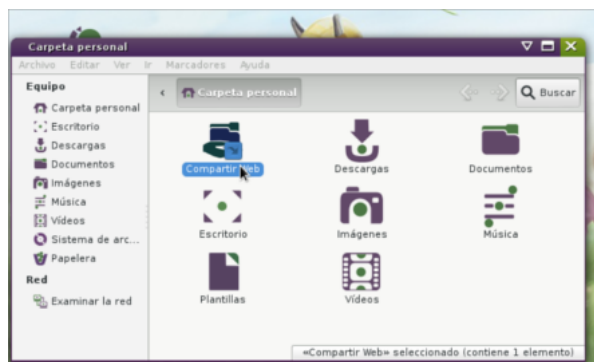 Carpeta personal
Archivo Editar Ver Ir Marcadores Ayuda
Equipo
Carpeta personal
Escritorio
Descargas
Documentos
Imágenes
Música
Vídeos
Sistema de arc...
Papelera
Red
Examinar la red
Carpeta personal
Buscar
Compartir Web
Descargas
Documentos
Escritorio
Imágenes
Música
Plantillas
Vídeos
«Compartir Web» seleccionado (contiene 1 elemento)